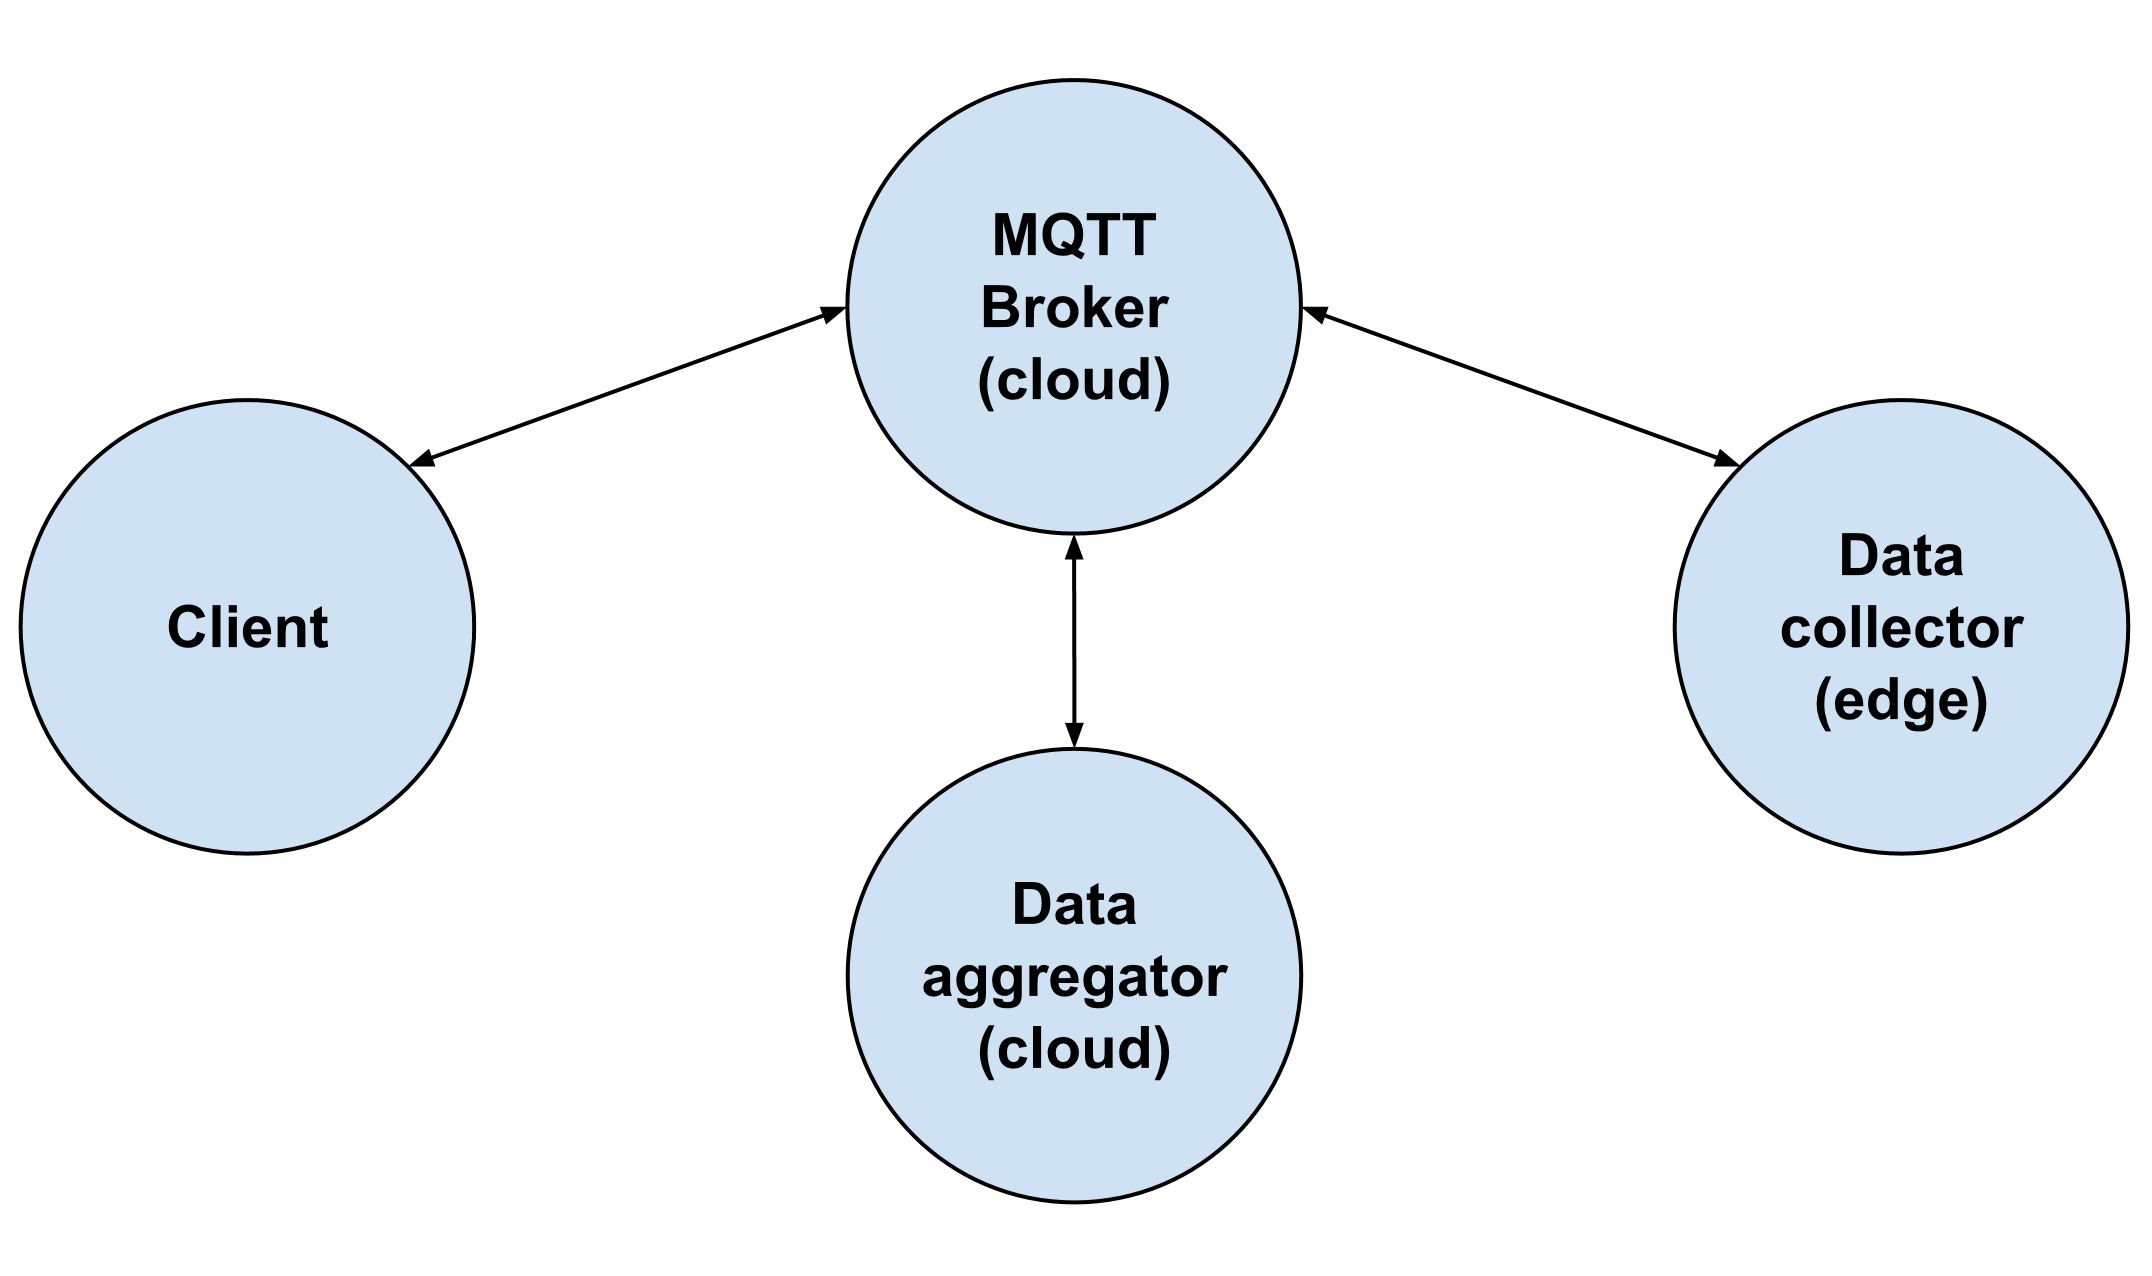 MQTT
Broker
(cloud)
Client
Data
collector
(edge)
Data
aggregator
(cloud)